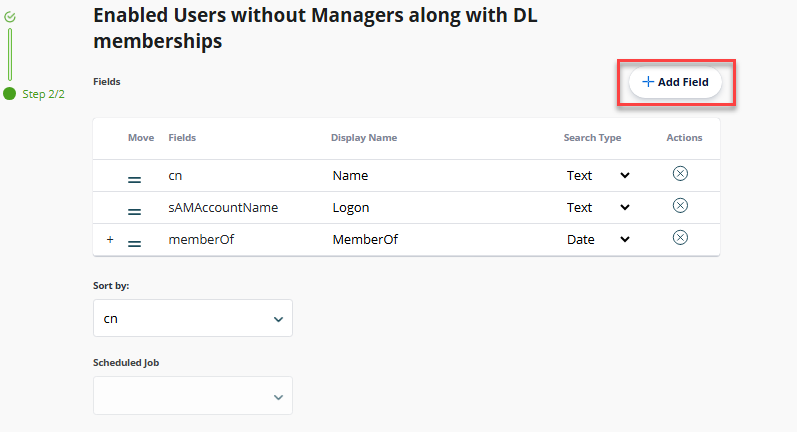 Enabled Users without Managers along with DL
memberships
Step 2/2
Fields
+ Add Field
Move Fields Display Name Search Type Actions
cn Name Text
sAMAccountName Logon Text
+ memberOf MemberOf Date
Sort by:
cn
Scheduled Job